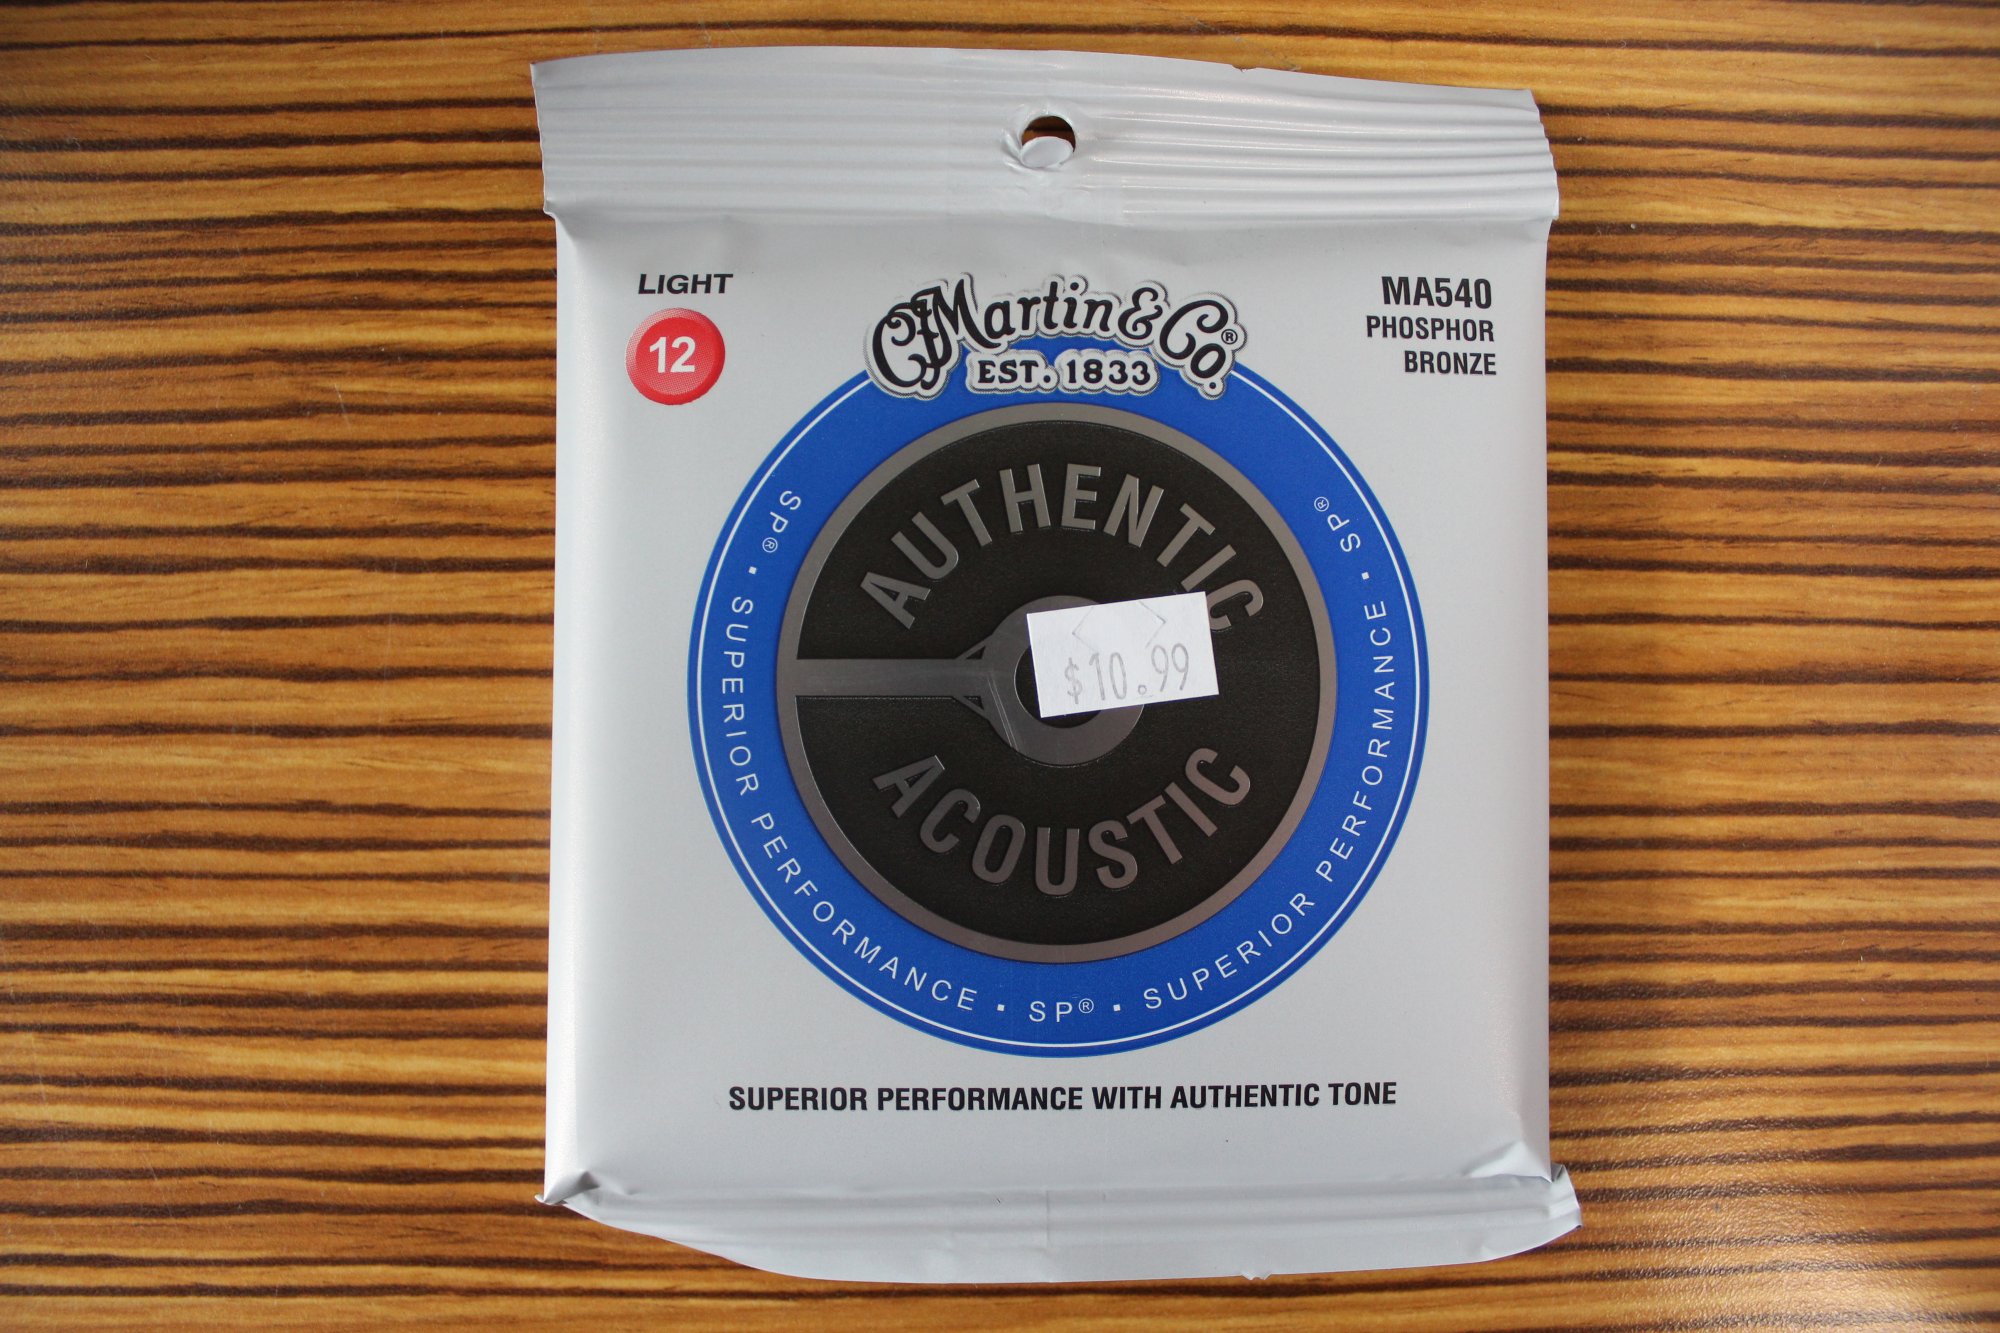 LIGHT
12
CF Martin & Co®
EST. 1833
MA540
PHOSPHOR
BRONZE
AUTHENTIC
ACOUSTIC
$10.99
SP® · SUPERIOR PERFORMANCE · SP® · SUPERIOR PERFORMANCE · SP®
SUPERIOR PERFORMANCE WITH AUTHENTIC TONE